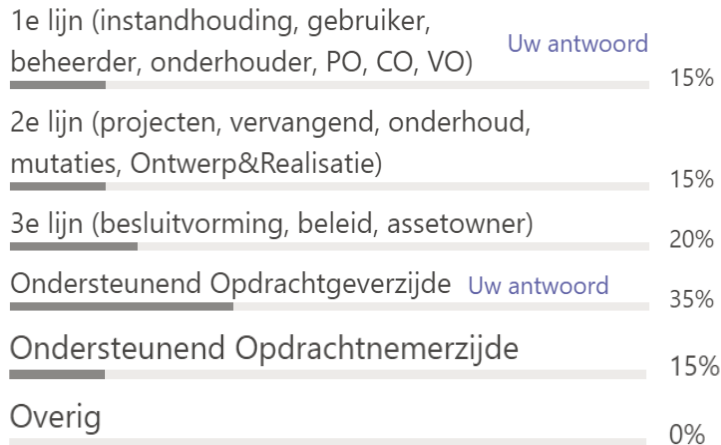 1e lijn (instandhouding, gebruiker,
beheerder, onderhouder, PO, CO, VO)
Uw antwoord
15%
2e lijn (projecten, vervangend, onderhoud,
mutaties, Ontwerp&Realisatie)
15%
3e lijn (besluitvorming, beleid, assetowner)
20%
Ondersteunend Opdrachtgeverzijde Uw antwoord
35%
Ondersteunend Opdrachtnemerzijde
15%
Overig
0%